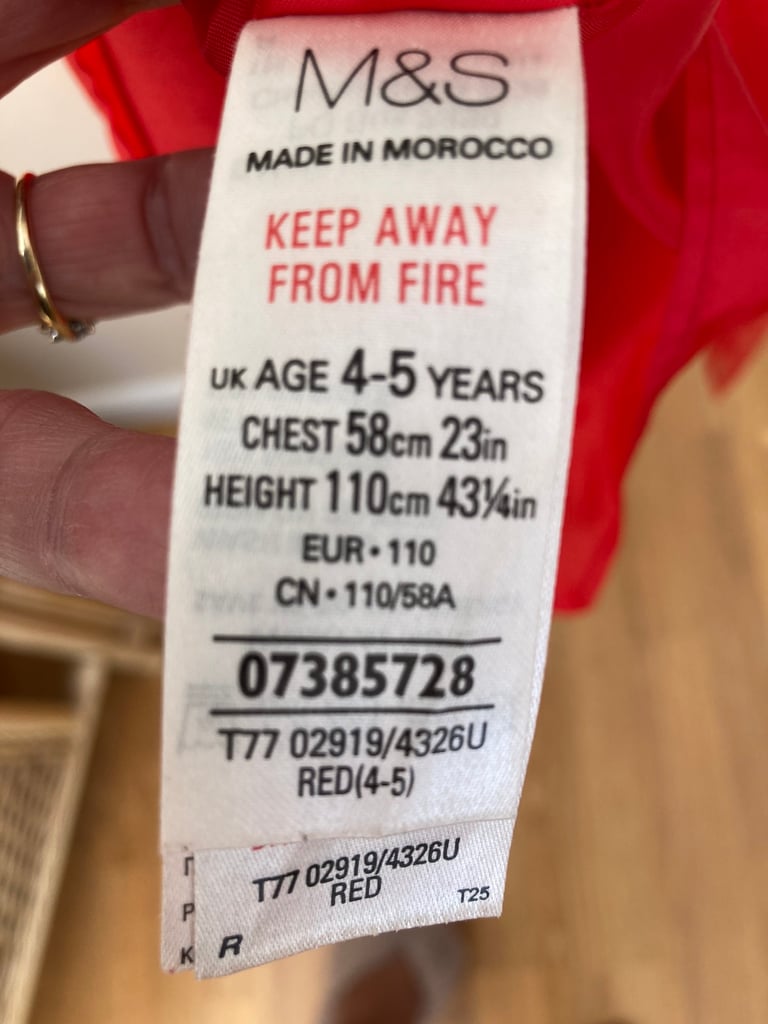 M&S
MADE IN MOROCCO
KEEP AWAY
FROM FIRE
UK AGE 4-5 YEARS
CHEST 58cm 23in
HEIGHT 110cm 43¼in
EUR • 110
CN • 110/58A
07385728
T77 02919/4326U
RED(4-5)
T77 02919/4326U
RED
T25
R
П
Р
К